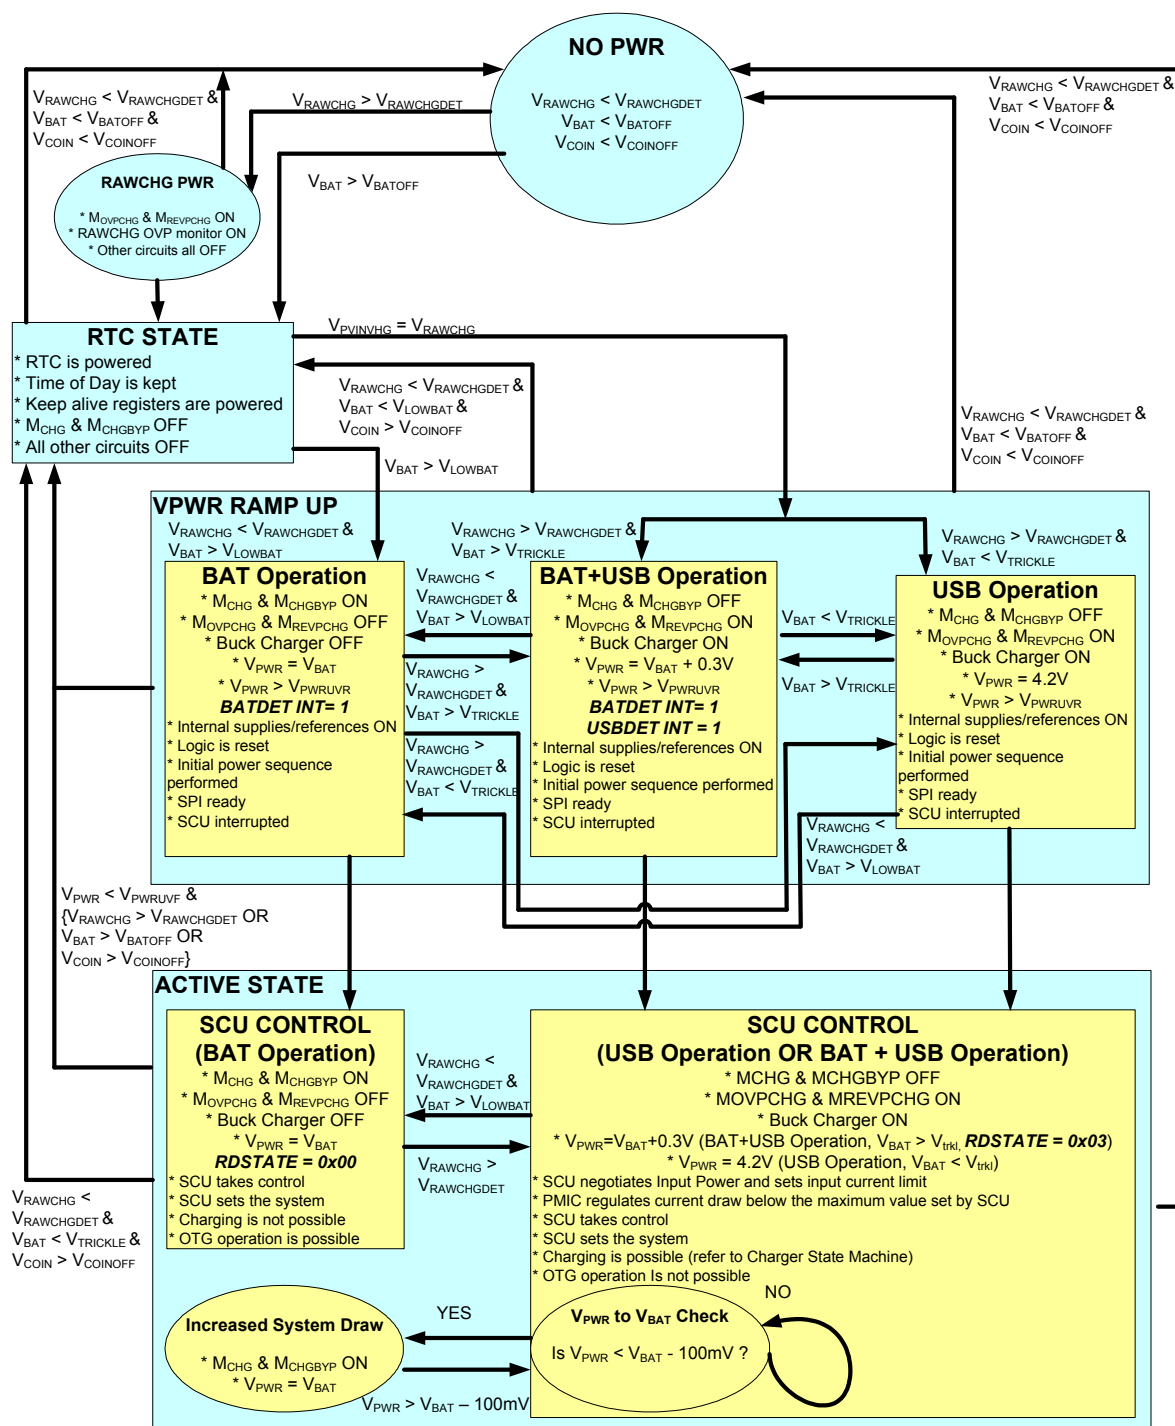 NO PWR
VRAWCHG < VRAWCHGDET
VBAT < VBATOFF
VCOIN < VCOINOFF
VRAWCHG < VRAWCHGDET &
VBAT < VBATOFF &
VCOIN < VCOINOFF
VRAWCHG > VRAWCHGDET
VRAWCHG < VRAWCHGDET &
VBAT < VBATOFF &
VCOIN < VCOINOFF
VBAT > VBATOFF
RAWCHG PWR
* MOVPCHG & MREVPCHG ON
* RAWCHG OVP monitor ON
* Other circuits all OFF
RTC STATE
* RTC is powered
* Time of Day is kept
* Keep alive registers are powered
* MCHG & MCHGBYP OFF
* All other circuits OFF
VPVINVHG = VRAWCHG
VRAWCHG < VRAWCHGDET &
VBAT < VLOWBAT &
VCOIN > VCOINOFF
VRAWCHG < VRAWCHGDET &
VBAT < VBATOFF &
VCOIN < VCOINOFF
VBAT > VLOWBAT
VPWR RAMP UP
VRAWCHG < VRAWCHGDET &
VBAT > VLOWBAT
VRAWCHG > VRAWCHGDET &
VBAT > VTRICKLE
VRAWCHG > VRAWCHGDET &
VBAT < VTRICKLE
BAT Operation
* MCHG & MCHGBYP ON
* MOVPCHG & MREVPCHG OFF
* Buck Charger OFF
* VPWR = VBAT
* VPWR > VPWRUVR
BATDET INT= 1
* Internal supplies/references ON
* Logic is reset
* Initial power sequence
performed
* SPI ready
* SCU interrupted
VRAWCHG <
VRAWCHGDET &
VBAT > VLOWBAT
VRAWCHG >
VRAWCHGDET &
VBAT > VTRICKLE
VRAWCHG >
VRAWCHGDET &
VBAT < VTRICKLE
BAT+USB Operation
* MCHG & MCHGBYP OFF
* MOVPCHG & MREVPCHG ON
* Buck Charger ON
* VPWR = VBAT + 0.3V
* VPWR > VPWRUVR
BATDET INT= 1
USBDET INT = 1
* Internal supplies/references ON
* Logic is reset
* Initial power sequence performed
* SPI ready
* SCU interrupted
VBAT < VTRICKLE
VBAT > VTRICKLE
USB Operation
* MCHG & MCHGBYP OFF
* MOVPCHG & MREVPCHG ON
* Buck Charger ON
* VPWR = 4.2V
* VPWR > VPWRUVR
* Internal supplies/references ON
* Logic is reset
* Initial power sequence
performed
* SPI ready
* SCU interrupted
VRAWCHG <
VRAWCHGDET &
VBAT > VLOWBAT
VPWR < VPWRUVF &
{VRAWCHG > VRAWCHGDET OR
VBAT > VBATOFF OR
VCOIN > VCOINOFF}
ACTIVE STATE
SCU CONTROL
(BAT Operation)
* MCHG & MCHGBYP ON
* MOVPCHG & MREVPCHG OFF
* Buck Charger OFF
* VPWR = VBAT
RDSTATE = 0x00
* SCU takes control
* SCU sets the system
* Charging is not possible
* OTG operation is possible
VRAWCHG <
VRAWCHGDET &
VBAT > VLOWBAT
VRAWCHG >
VRAWCHGDET
SCU CONTROL
(USB Operation OR BAT + USB Operation)
* MCHG & MCHGBYP OFF
* MOVPCHG & MREVPCHG ON
* Buck Charger ON
* VPWR=VBAT+0.3V (BAT+USB Operation, VBAT > Vtrkl, RDSTATE = 0x03)
* VPWR = 4.2V (USB Operation, VBAT < Vtrkl)
* SCU negotiates Input Power and sets input current limit
* PMIC regulates current draw below the maximum value set by SCU
* SCU takes control
* SCU sets the system
* Charging is possible (refer to Charger State Machine)
* OTG operation Is not possible
VRAWCHG <
VRAWCHGDET &
VBAT < VTRICKLE &
VCOIN > VCOINOFF
Increased System Draw
* MCHG & MCHGBYP ON
* VPWR = VBAT
YES
VPWR > VBAT – 100mV
VPWR to VBAT Check
Is VPWR < VBAT - 100mV ?
NO